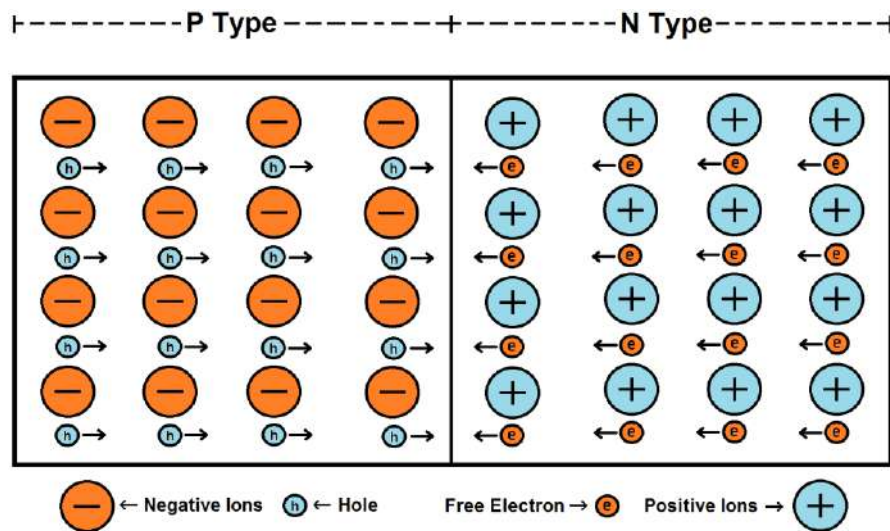 P Type N Type
− − − − + + + +
h → h → h → h → ← e ← e ← e ← e
− − − − + + + +
h → h → h → h → ← e ← e ← e ← e
− − − − + + + +
h → h → h → h → ← e ← e ← e ← e
− − − − + + + +
h → h → h → h → ← e ← e ← e ← e
− ← Negative Ions h ← Hole Free Electron → e Positive Ions → +